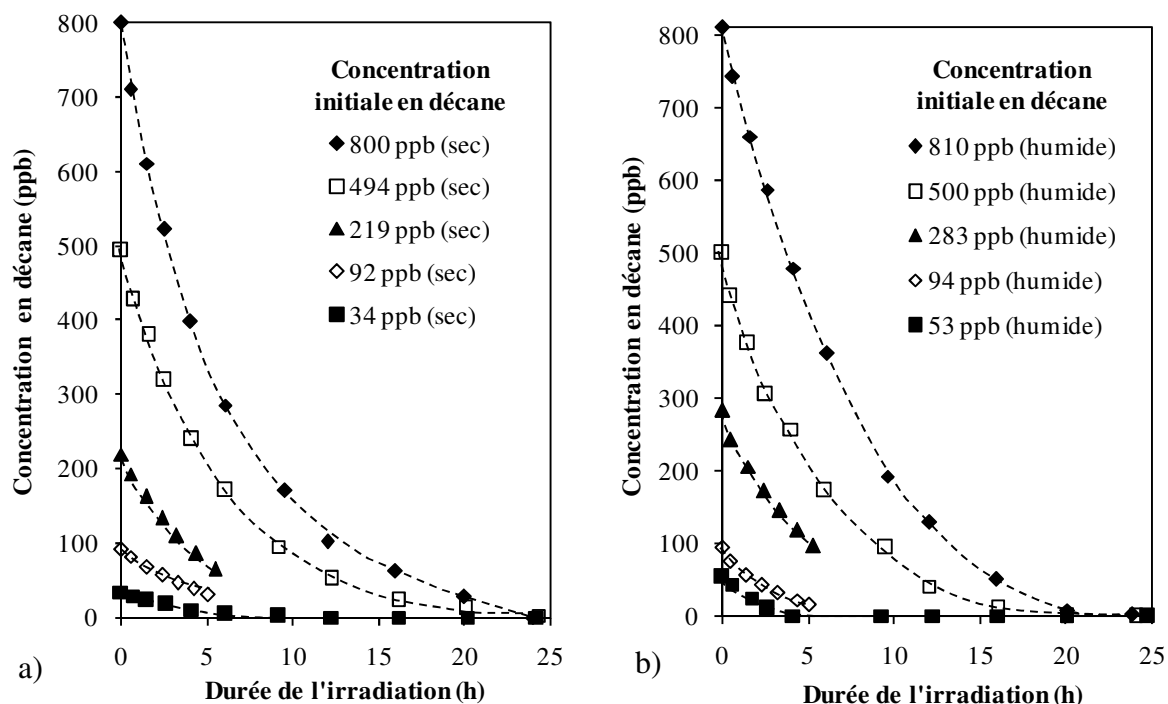 800
700
600
500
400
300
200
100
0
Concentration en décane (ppb)
Concentration
initiale en décane
800 ppb (sec)
494 ppb (sec)
219 ppb (sec)
92 ppb (sec)
34 ppb (sec)
0 5 10 15 20 25
Durée de l'irradiation (h)
a)
800
700
600
500
400
300
200
100
0
Concentration en décane (ppb)
Concentration
initiale en décane
810 ppb (humide)
500 ppb (humide)
283 ppb (humide)
94 ppb (humide)
53 ppb (humide)
0 5 10 15 20 25
Durée de l'irradiation (h)
b)